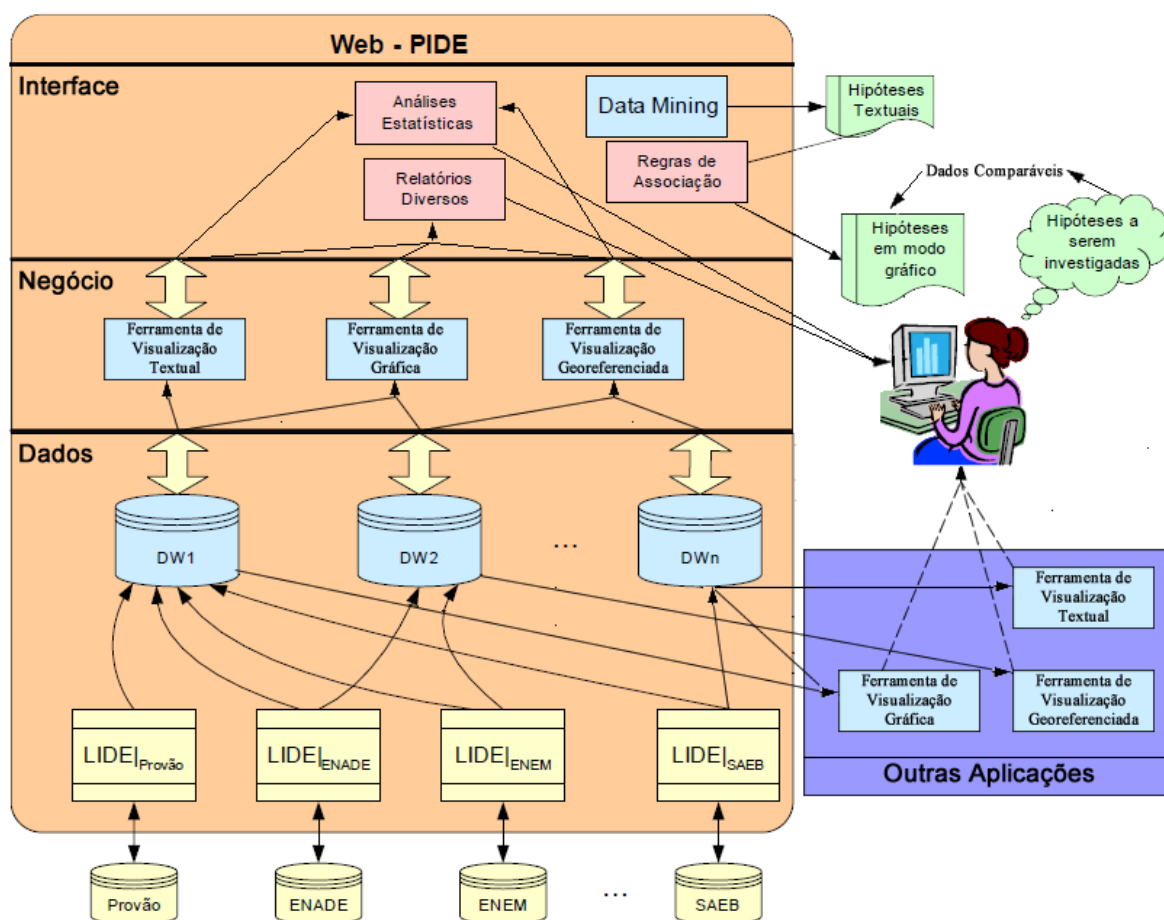 Web - PIDE
Interface
Análises
Estatísticas
Relatórios
Diversos
Data Mining
Regras de
Associação
Hipóteses
Textuais
Dados Comparáveis
Hipóteses
em modo
gráfico
Hipóteses a
serem
investigadas
Negócio
Ferramenta de
Visualização
Textual
Ferramenta de
Visualização
Gráfica
Ferramenta de
Visualização
Georeferenciada
Dados
DW1
DW2
...
DWn
LIDE|Provão
LIDE|ENADE
LIDE|ENEM
LIDE|SAEB
Provão
ENADE
ENEM
...
SAEB
Ferramenta de
Visualização
Textual
Ferramenta de
Visualização
Gráfica
Ferramenta de
Visualização
Georeferenciada
Outras Aplicações